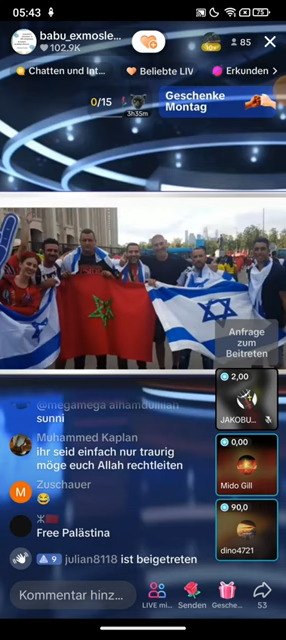 05:43
75
babu_exmosle...
102.9K
85
Chatten und Int...
Beliebte LIV
Erkunden
0/15
3h35m
Geschenke
Montag
Anfrage
zum
Beitreten
2,00
JAKOBU...
0,00
Mido Gill
90,0
dino4721
@megamega alhamdulillah
sunni
Muhammed Kaplan
ihr seid einfach nur traurig
möge euch Allah rechtleiten
M
Zuschauer
😂
ⵣ🇲🇦
Free Palästina
9 julian8118 ist beigetreten
Kommentar hinz...
LIVE mi...
Senden
Gesche...
53